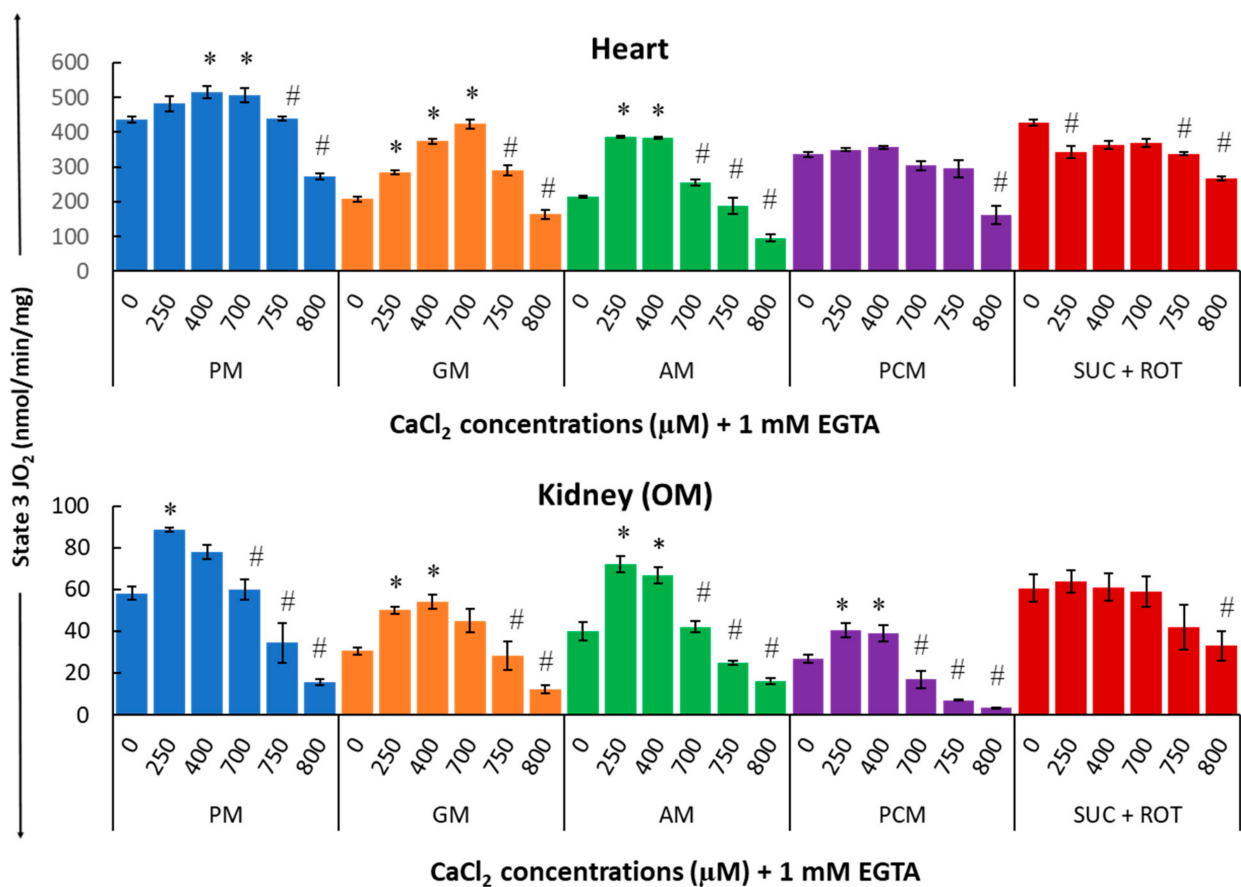 State 3 JO₂ (nmol/min/mg)
Heart
600
500
400
300
200
100
0
* * # #
* * * # #
* * # # #
#
# # #
0 250 400 700 750 800 0 250 400 700 750 800 0 250 400 700 750 800 0 250 400 700 750 800 0 250 400 700 750 800
PM GM AM PCM SUC + ROT
CaCl₂ concentrations (μM) + 1 mM EGTA
Kidney (OM)
100
80
60
40
20
0
* # # #
* * # #
* * # # #
* * # # #
#
0 250 400 700 750 800 0 250 400 700 750 800 0 250 400 700 750 800 0 250 400 700 750 800 0 250 400 700 750 800
PM GM AM PCM SUC + ROT
CaCl₂ concentrations (μM) + 1 mM EGTA